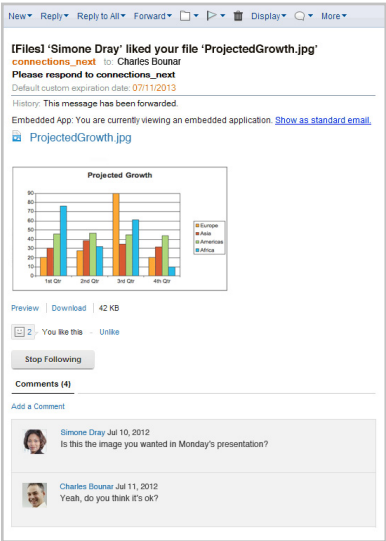 New Reply Reply to All Forward Display More
[Files] 'Simone Dray' liked your file 'ProjectedGrowth.jpg'
connections_next to: Charles Bounar
Please respond to connections_next
Default custom expiration date: 07/11/2013
History: This message has been forwarded.
Embedded App: You are currently viewing an embedded application. Show as standard email.
ProjectedGrowth.jpg
Projected Growth
90
80
70
60
50
40
30
20
10
0
1st Qtr 2nd Qtr 3rd Qtr 4th Qtr
Europe
Asia
Americas
Africa
Preview Download 42 KB
2 You like this Unlike
Stop Following
Comments (4)
Add a Comment
Simone Dray Jul 10, 2012
Is this the image you wanted in Monday's presentation?
Charles Bounar Jul 11, 2012
Yeah, do you think it's ok?